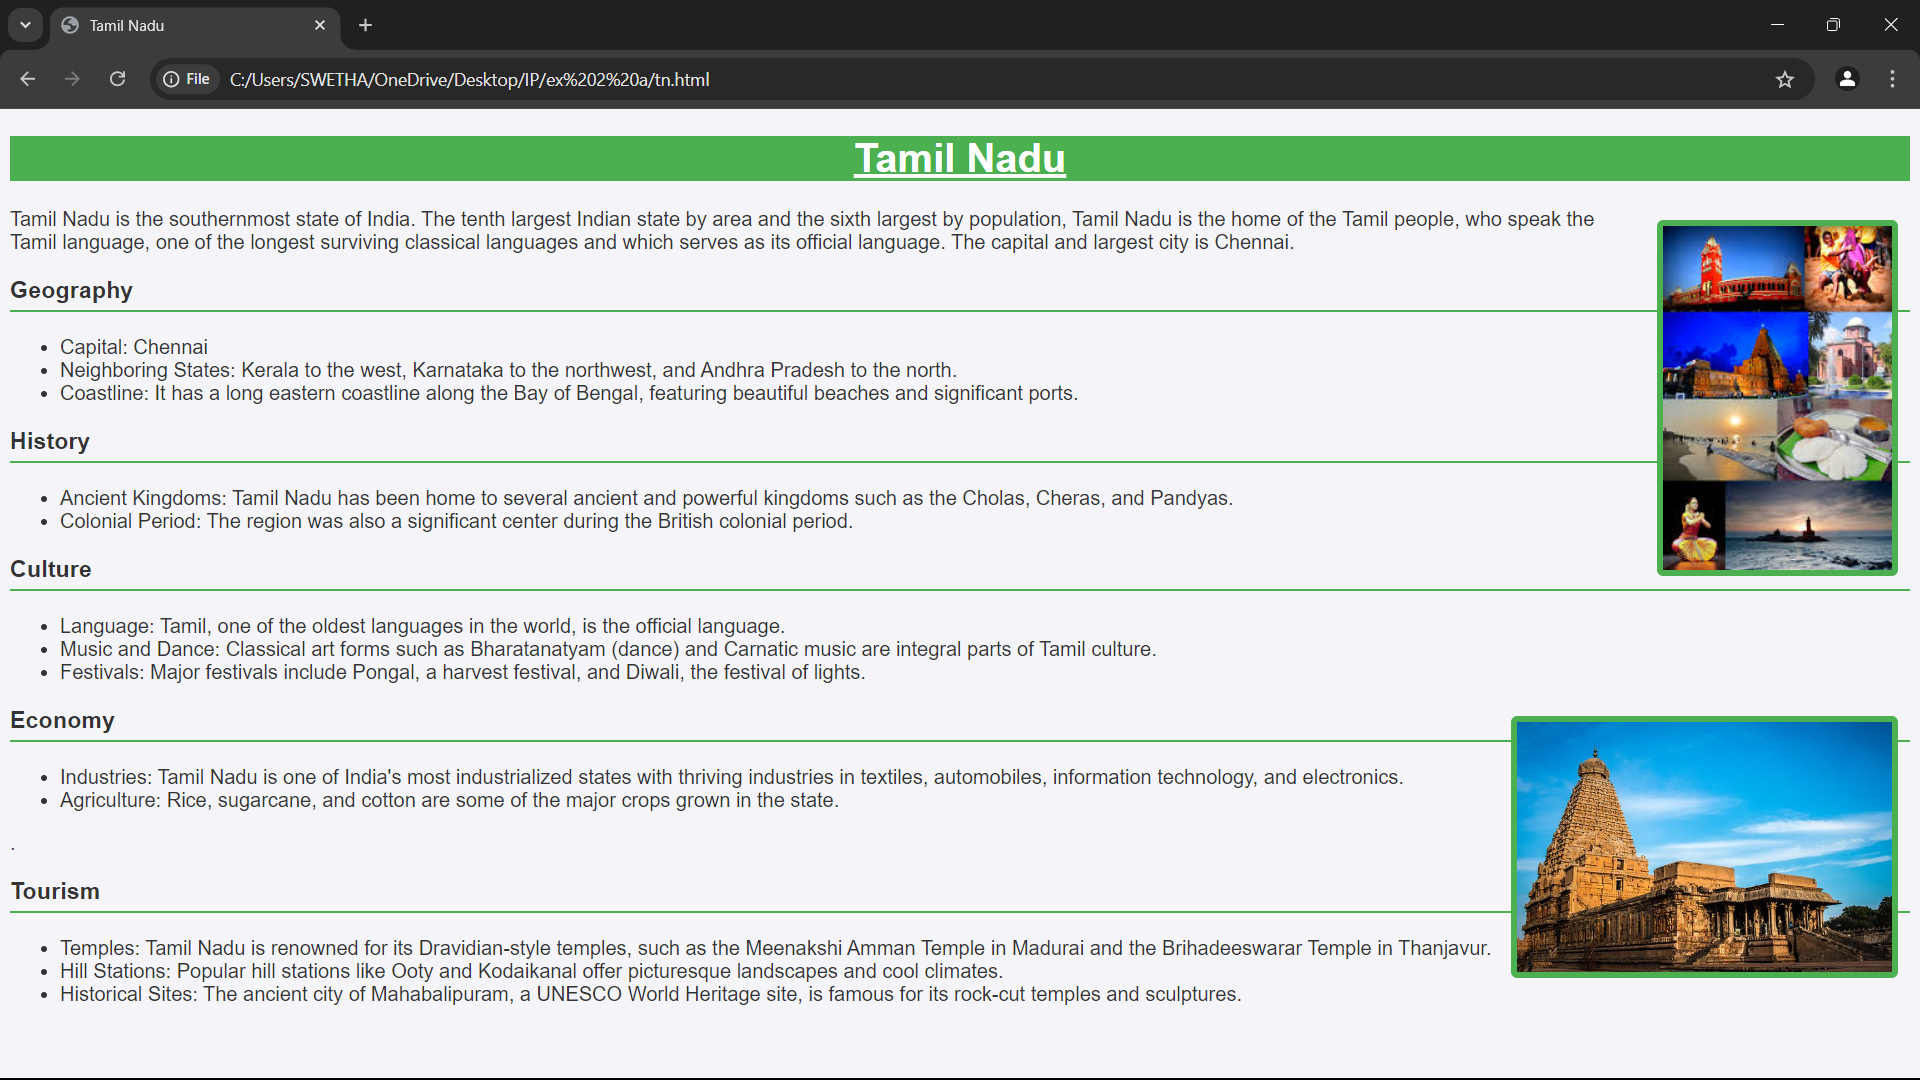 Tamil Nadu
File
C:/Users/SWETHA/OneDrive/Desktop/IP/ex%202%20a/tn.html
Tamil Nadu
Tamil Nadu is the southernmost state of India. The tenth largest Indian state by area and the sixth largest by population, Tamil Nadu is the home of the Tamil people, who speak the
Tamil language, one of the longest surviving classical languages and which serves as its official language. The capital and largest city is Chennai.
Geography
• Capital: Chennai
• Neighboring States: Kerala to the west, Karnataka to the northwest, and Andhra Pradesh to the north.
• Coastline: It has a long eastern coastline along the Bay of Bengal, featuring beautiful beaches and significant ports.
History
• Ancient Kingdoms: Tamil Nadu has been home to several ancient and powerful kingdoms such as the Cholas, Cheras, and Pandyas.
• Colonial Period: The region was also a significant center during the British colonial period.
Culture
• Language: Tamil, one of the oldest languages in the world, is the official language.
• Music and Dance: Classical art forms such as Bharatanatyam (dance) and Carnatic music are integral parts of Tamil culture.
• Festivals: Major festivals include Pongal, a harvest festival, and Diwali, the festival of lights.
Economy
• Industries: Tamil Nadu is one of India's most industrialized states with thriving industries in textiles, automobiles, information technology, and electronics.
• Agriculture: Rice, sugarcane, and cotton are some of the major crops grown in the state.
.
Tourism
• Temples: Tamil Nadu is renowned for its Dravidian-style temples, such as the Meenakshi Amman Temple in Madurai and the Brihadeeswarar Temple in Thanjavur.
• Hill Stations: Popular hill stations like Ooty and Kodaikanal offer picturesque landscapes and cool climates.
• Historical Sites: The ancient city of Mahabalipuram, a UNESCO World Heritage site, is famous for its rock-cut temples and sculptures.